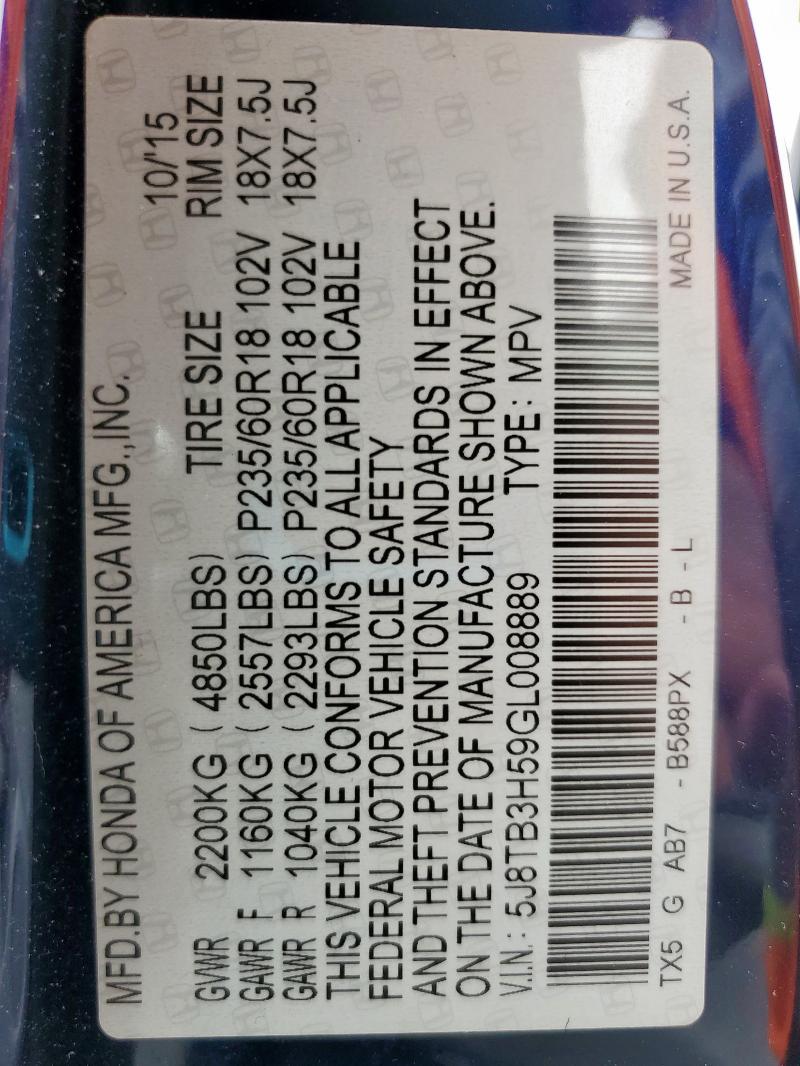 MFD.BY HONDA OF AMERICA MFG.,INC. 10/'15
GVWR 2200KG ( 4850LBS) TIRE SIZE RIM SIZE
GAWR F 1160KG ( 2557LBS) P235/60R18 102V 18X7.5J
GAWR R 1040KG ( 2293LBS) P235/60R18 102V 18X7.5J
THIS VEHICLE CONFORMS TO ALL APPLICABLE
FEDERAL MOTOR VEHICLE SAFETY
AND THEFT PREVENTION STANDARDS IN EFFECT
ON THE DATE OF MANUFACTURE SHOWN ABOVE.
V.I.N.: 5J8TB3H59GL008889 TYPE: MPV
TX5 G AB7 - B588PX - B - L MADE IN U.S.A.